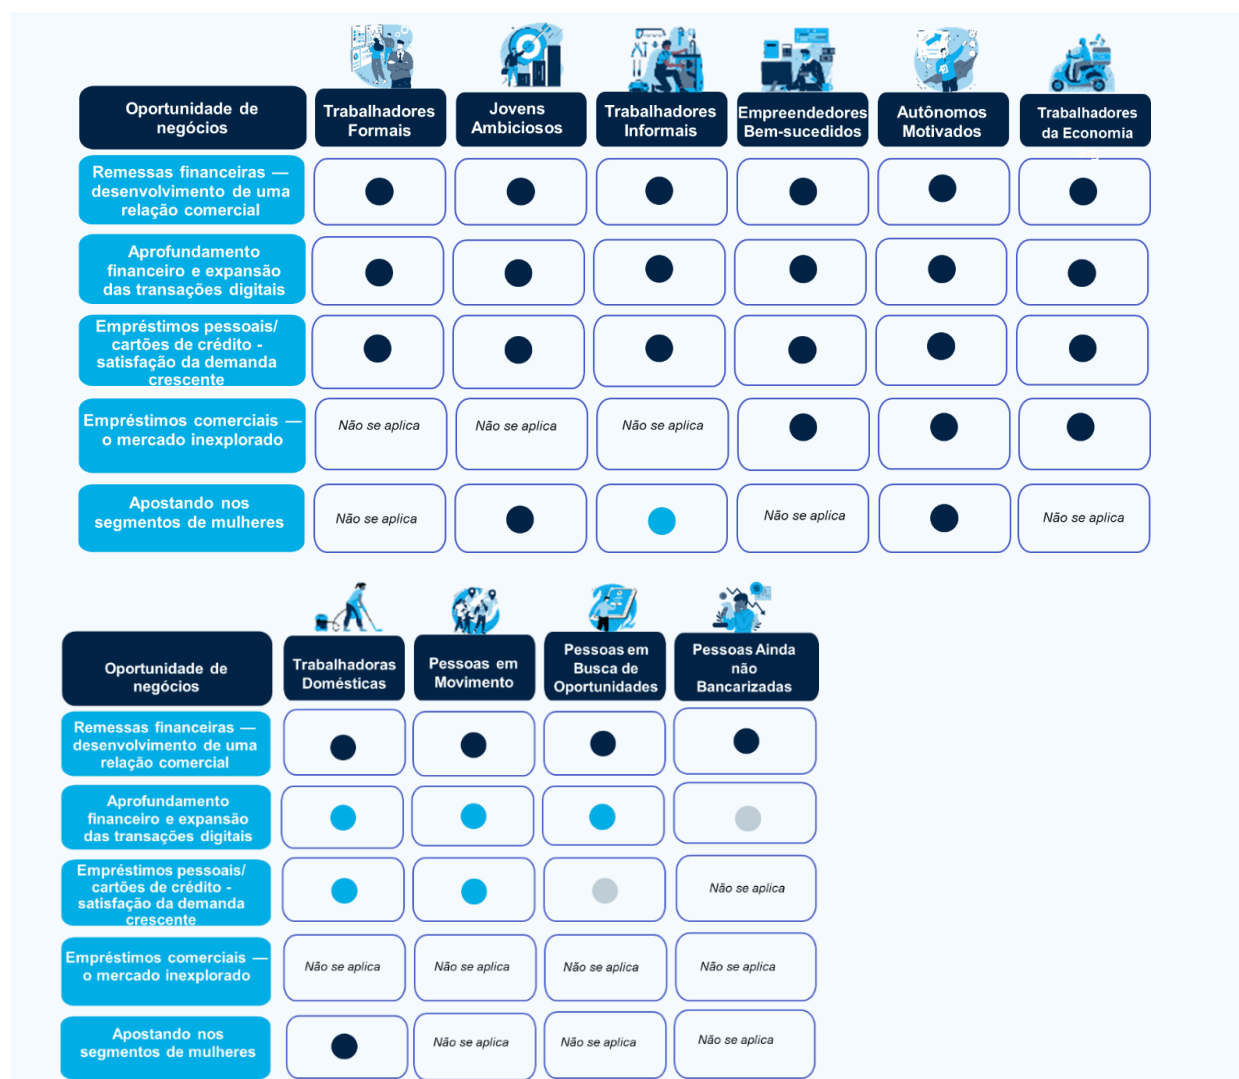 Oportunidade de
negócios
Trabalhadores
Formais
Jovens
Ambiciosos
Trabalhadores
Informais
Empreendedores
Bem-sucedidos
Autônomos
Motivados
Trabalhadores
da Economia
Remessas financeiras —
desenvolvimento de uma
relação comercial
Aprofundamento
financeiro e expansão
das transações digitais
Empréstimos pessoais/
cartões de crédito -
satisfação da demanda
crescente
Empréstimos comerciais —
o mercado inexplorado
Não se aplica
Não se aplica
Não se aplica
Apostando nos
segmentos de mulheres
Não se aplica
Não se aplica
Não se aplica
Oportunidade de
negócios
Trabalhadoras
Domésticas
Pessoas em
Movimento
Pessoas em
Busca de
Oportunidades
Pessoas Ainda
não
Bancarizadas
Remessas financeiras —
desenvolvimento de uma
relação comercial
Aprofundamento
financeiro e expansão
das transações digitais
Empréstimos pessoais/
cartões de crédito -
satisfação da demanda
crescente
Não se aplica
Empréstimos comerciais —
o mercado inexplorado
Não se aplica
Não se aplica
Não se aplica
Não se aplica
Apostando nos
segmentos de mulheres
Não se aplica
Não se aplica
Não se aplica